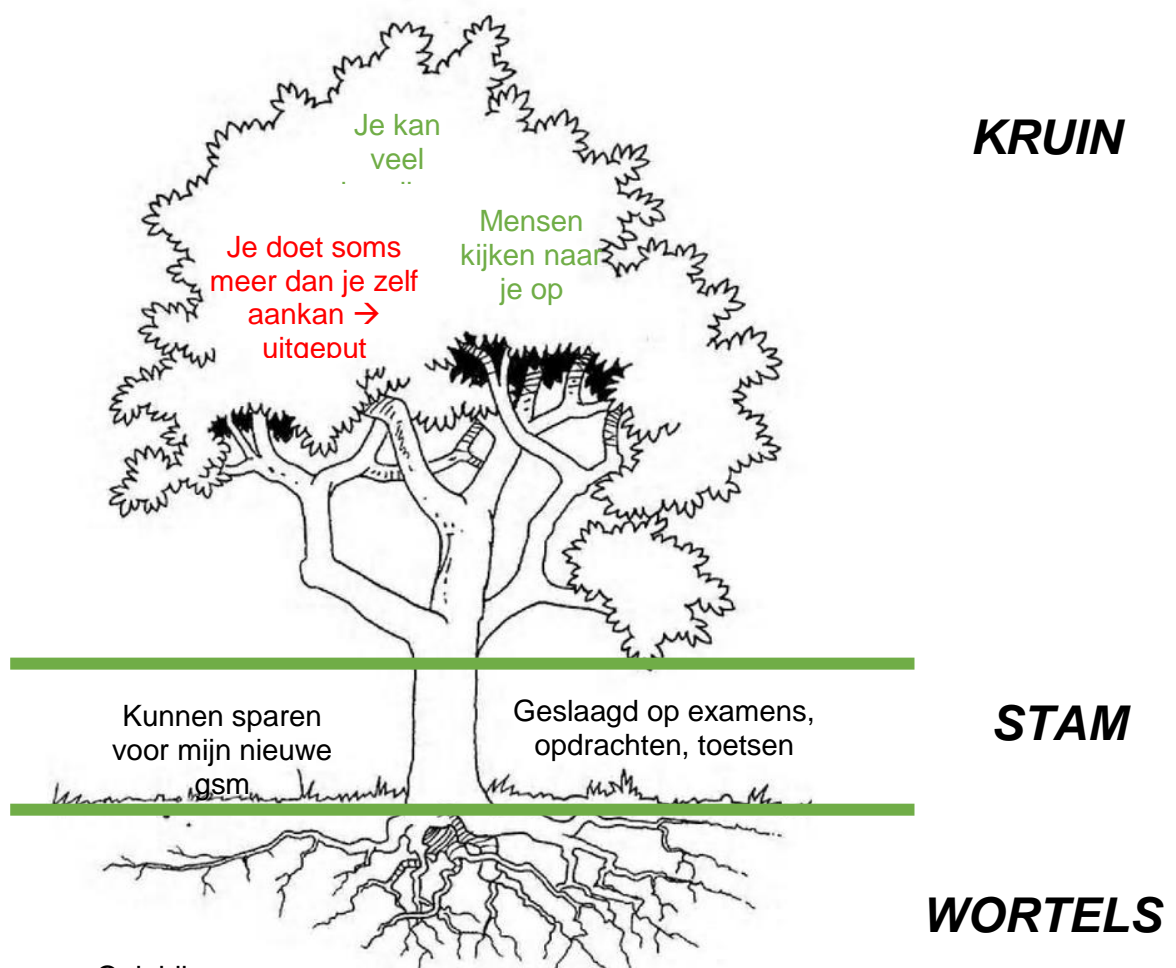 KRUIN
Je kan
veel
Mensen
kijken naar
je op
Je doet soms
meer dan je zelf
aankan →
uitgeput
STAM
Kunnen sparen
voor mijn nieuwe
gsm
Geslaagd op examens,
opdrachten, toetsen
WORTELS